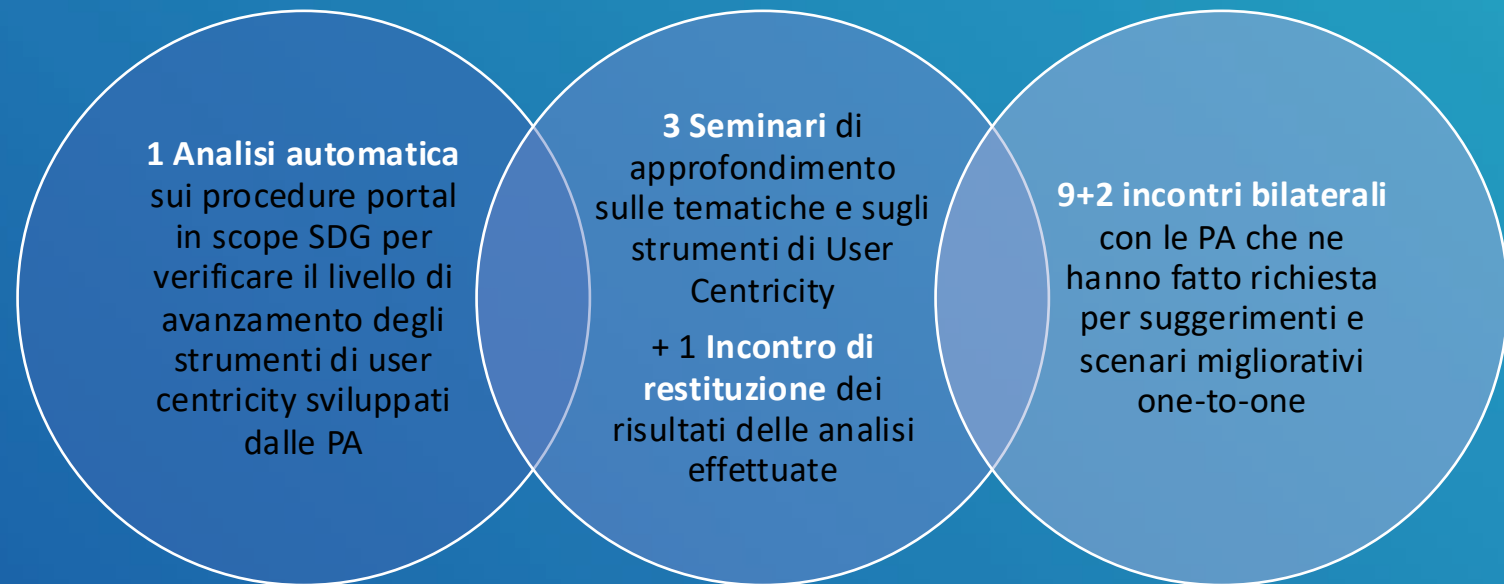 1 Analisi automatica
sui procedure portal
in scope SDG per
verificare il livello di
avanzamento degli
strumenti di user
centricity sviluppati
dalle PA
3 Seminari di
approfondimento
sulle tematiche e sugli
strumenti di User
Centricity
+ 1 Incontro di
restituzione dei
risultati delle analisi
effettuate
9+2 incontri bilaterali
con le PA che ne
hanno fatto richiesta
per suggerimenti e
scenari migliorativi
one-to-one